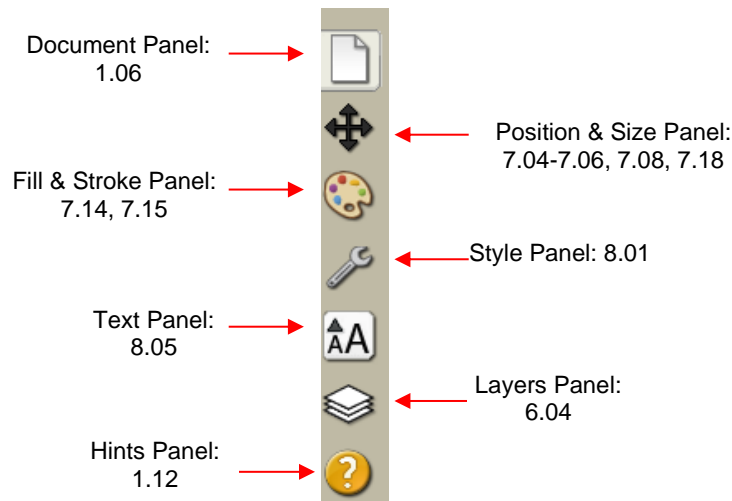 Document Panel:
1.06
Position & Size Panel:
7.04-7.06, 7.08, 7.18
Fill & Stroke Panel:
7.14, 7.15
Style Panel: 8.01
Text Panel:
8.05
AA
Layers Panel:
6.04
Hints Panel:
1.12
?